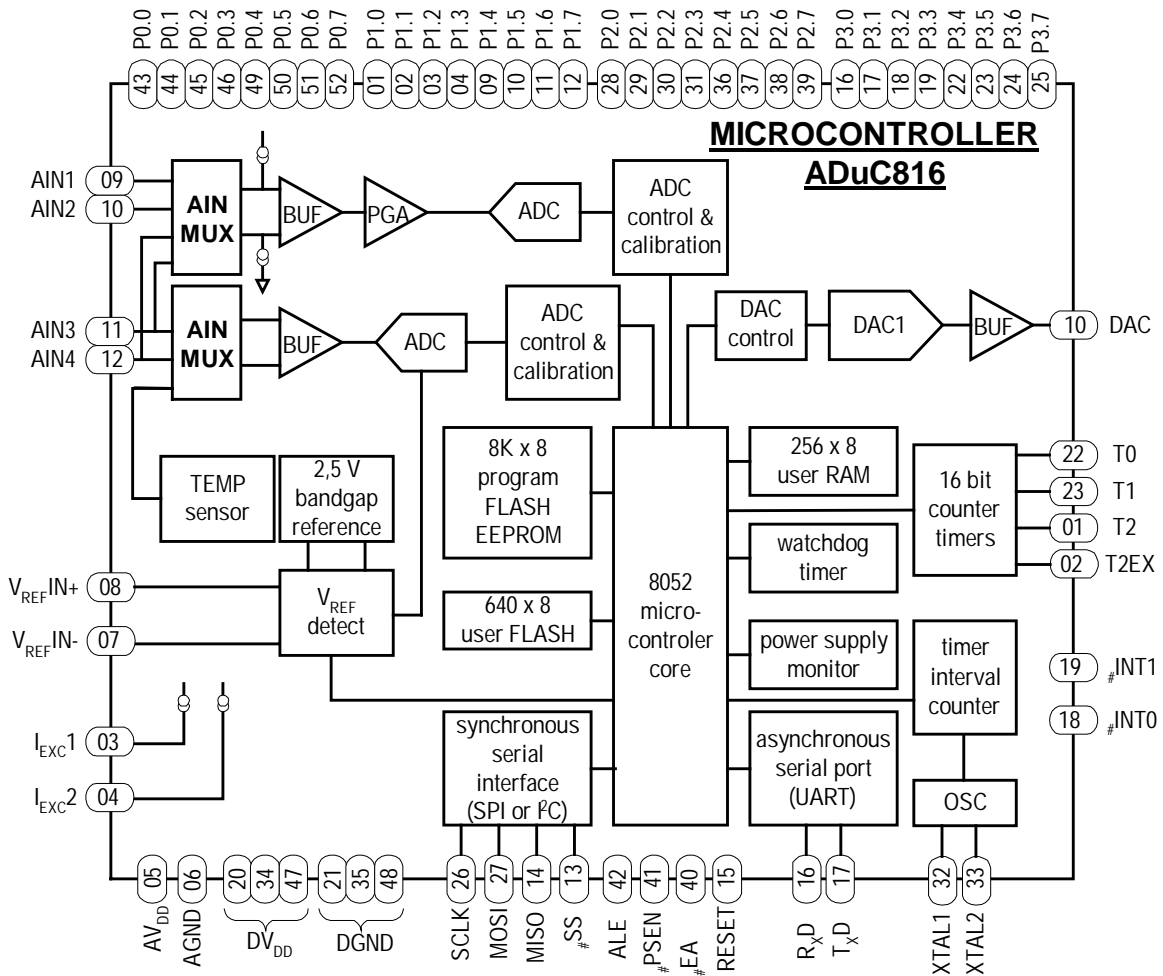 P0.0 P0.1 P0.2 P0.3 P0.4 P0.5 P0.6 P0.7 P1.0 P1.1 P1.2 P1.3 P1.4 P1.5 P1.6 P1.7 P2.0 P2.1 P2.2 P2.3 P2.4 P2.5 P2.6 P2.7 P3.0 P3.1 P3.2 P3.3 P3.4 P3.5 P3.6 P3.7
43 44 45 46 49 50 51 52 01 02 03 04 09 10 11 12 28 29 30 31 36 37 38 39 16 17 18 19 22 23 24 25
MICROCONTROLLER
ADuC816
AIN1 09
AIN2 10
AIN
MUX
BUF
PGA
ADC
ADC
control &
calibration
AIN3 11
AIN4 12
AIN
MUX
BUF
ADC
ADC
control &
calibration
DAC
control
DAC1
BUF
10 DAC
TEMP
sensor
2,5 V
bandgap
reference
8K x 8
program
FLASH
EEPROM
256 x 8
user RAM
16 bit
counter
timers
22 T0
23 T1
01 T2
02 T2EX
watchdog
timer
8052
micro-
controler
core
VREFIN+ 08
VREFIN- 07
VREF
detect
640 x 8
user FLASH
power supply
monitor
timer
interval
counter
19 #INT1
18 #INT0
IEXC1 03
IEXC2 04
synchronous
serial
interface
(SPI or I²C)
asynchronous
serial port
(UART)
OSC
05 06 20 34 47 21 35 48 26 27 14 13 42 41 40 15 16 17 32 33
AVDD AGND DVDD DGND SCLK MOSI MISO #SS ALE #PSEN #EA RESET RXD TXD XTAL1 XTAL2